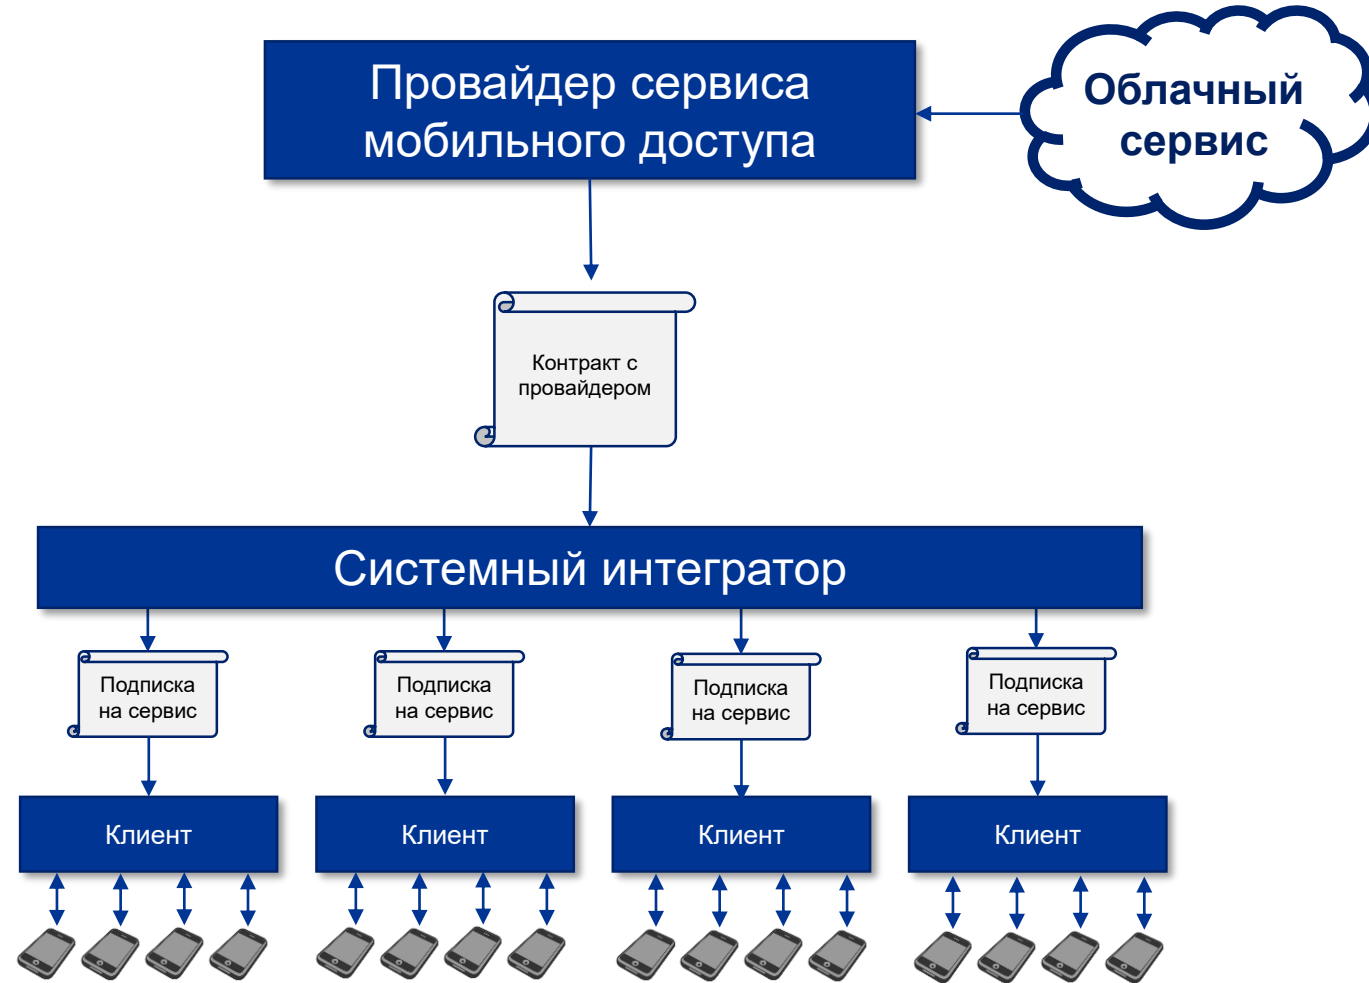 Провайдер сервиса
мобильного доступа
Облачный
сервис
Контракт с
провайдером
Системный интегратор
Подписка
на сервис
Подписка
на сервис
Подписка
на сервис
Подписка
на сервис
Клиент
Клиент
Клиент
Клиент